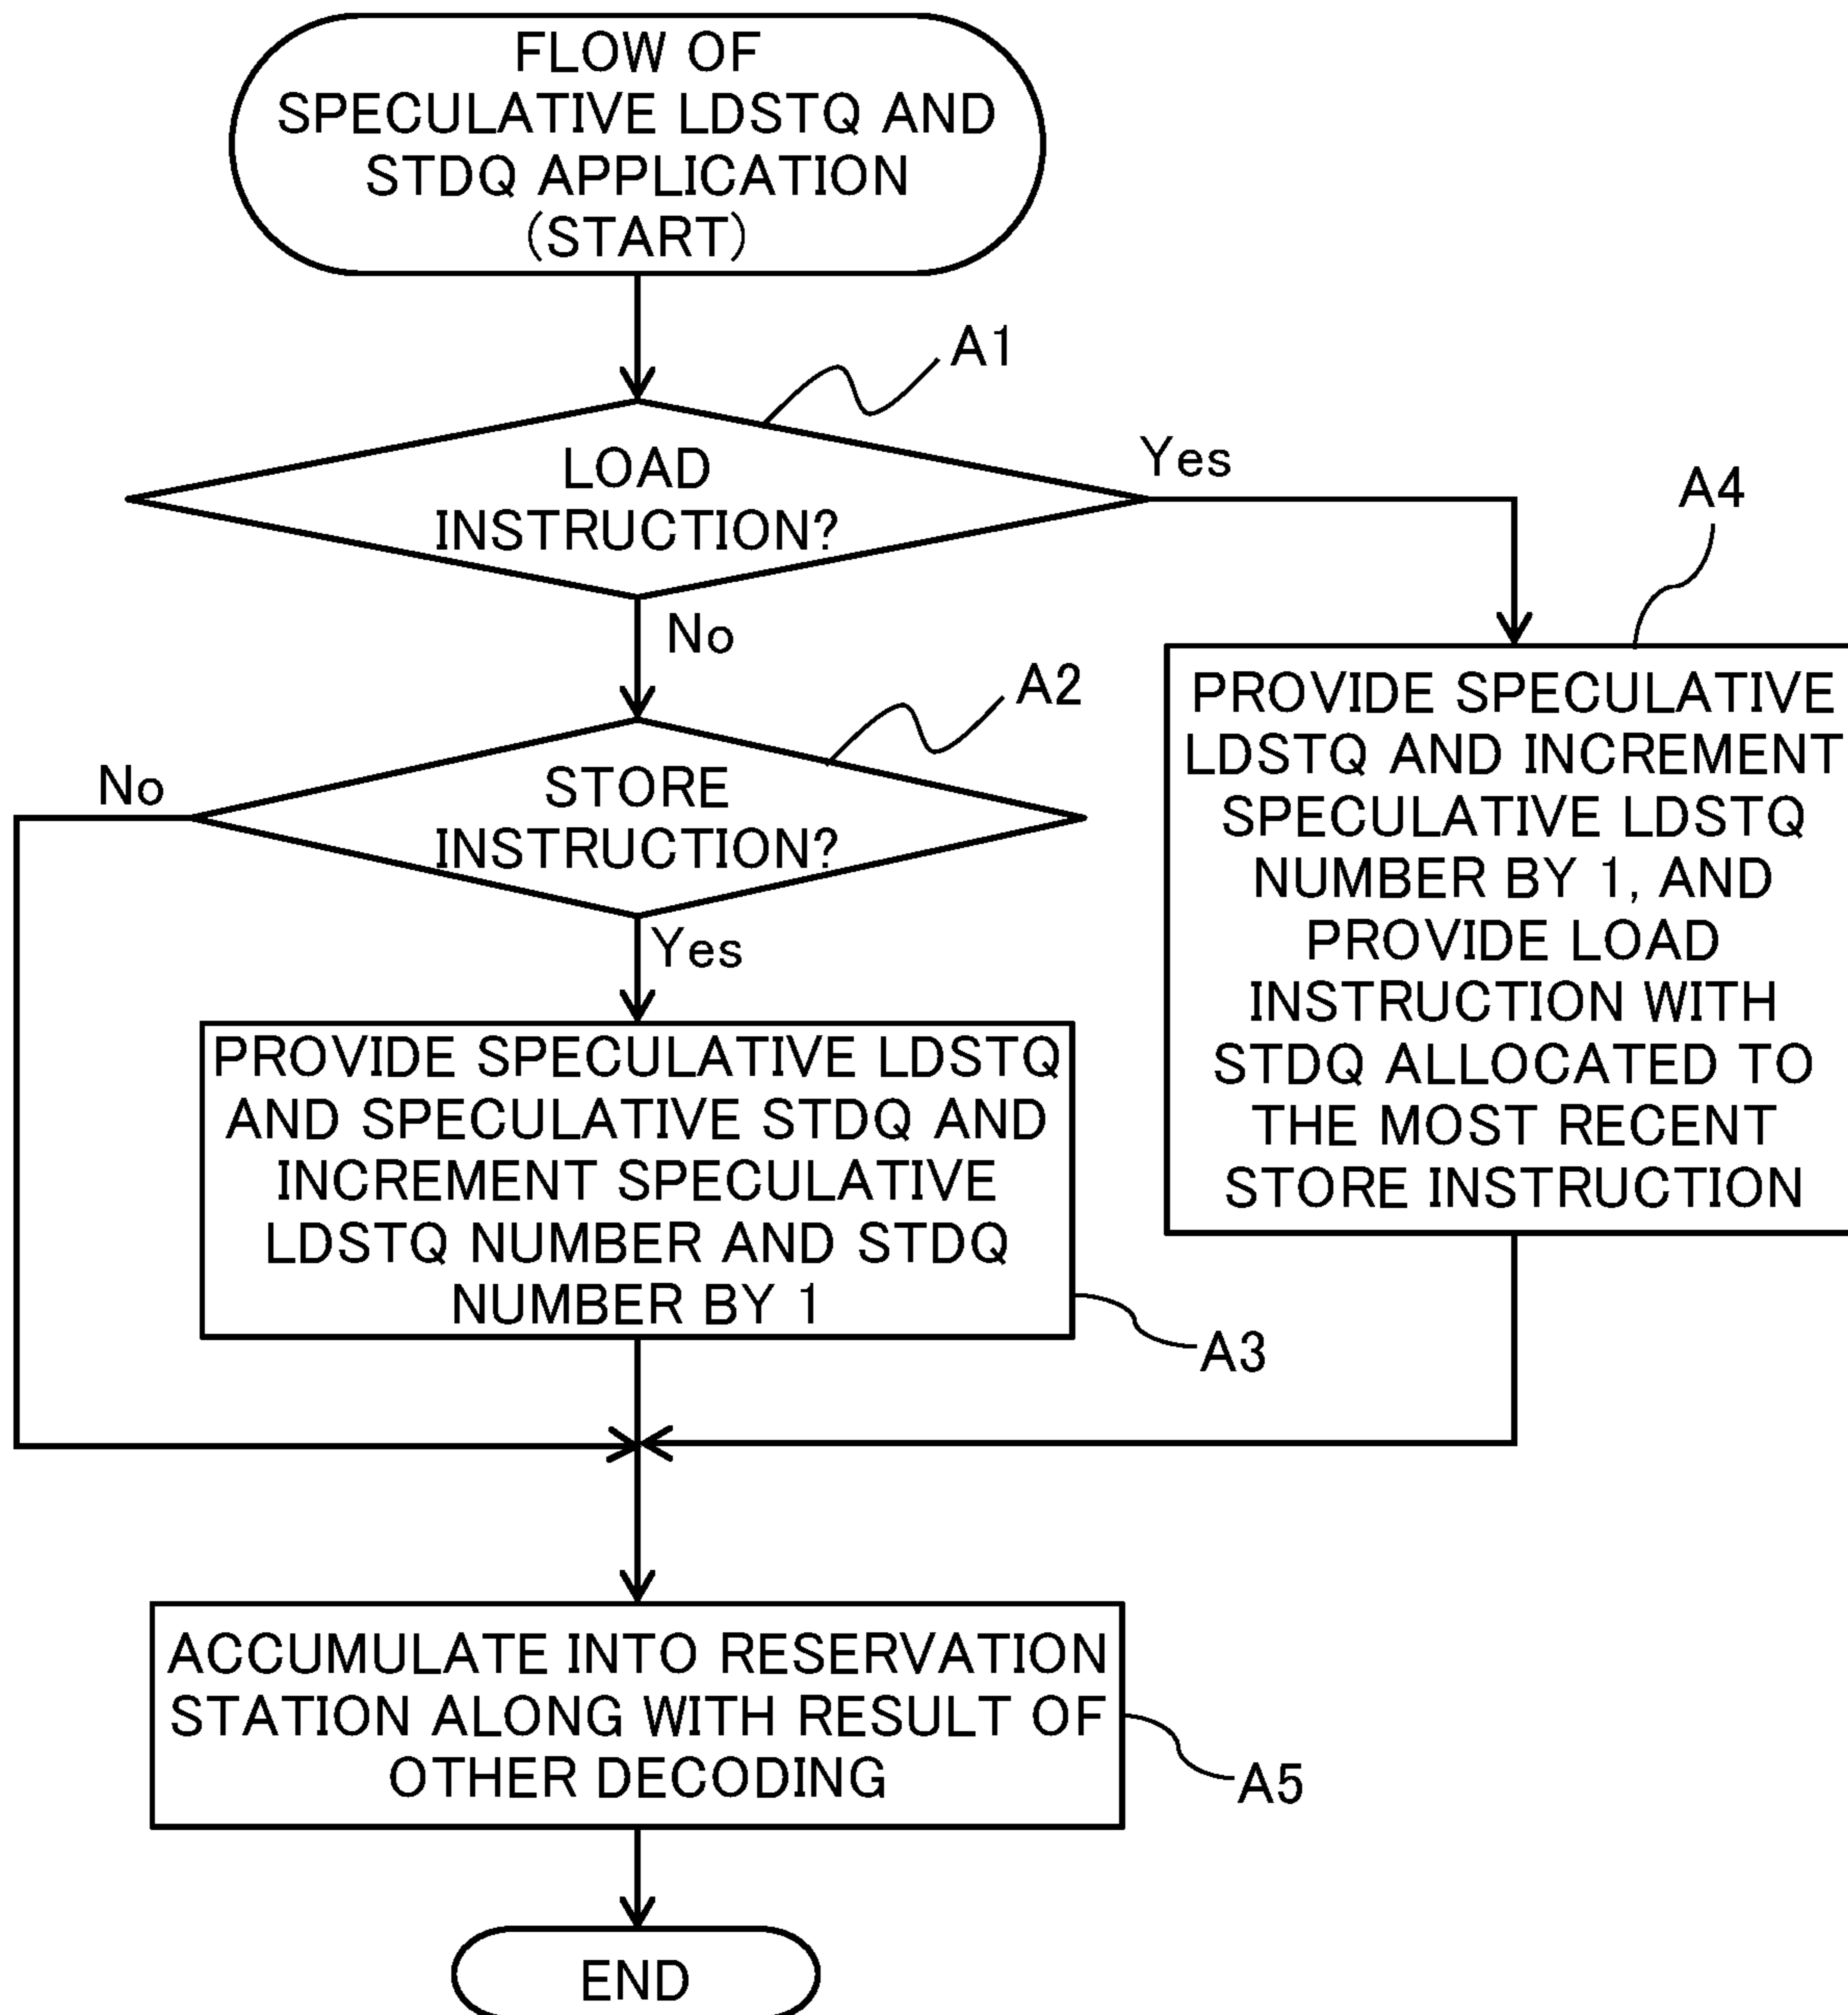 FLOW OF
SPECULATIVE LDSTQ AND
STDQ APPLICATION
(START)
A1
LOAD
INSTRUCTION?
Yes
No
A4
PROVIDE SPECULATIVE
LDSTQ AND INCREMENT
SPECULATIVE LDSTQ
NUMBER BY 1, AND
PROVIDE LOAD
INSTRUCTION WITH
STDQ ALLOCATED TO
THE MOST RECENT
STORE INSTRUCTION
A2
STORE
INSTRUCTION?
No
Yes
PROVIDE SPECULATIVE LDSTQ
AND SPECULATIVE STDQ AND
INCREMENT SPECULATIVE
LDSTQ NUMBER AND STDQ
NUMBER BY 1
A3
ACCUMULATE INTO RESERVATION
STATION ALONG WITH RESULT OF
OTHER DECODING
A5
END